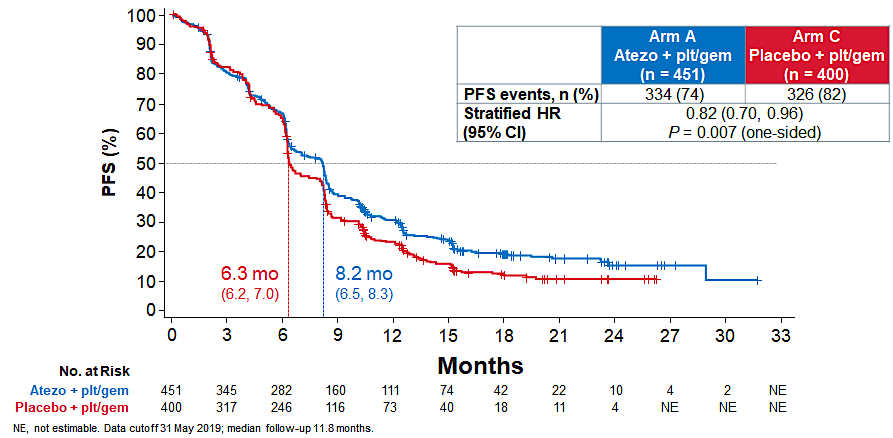 100
90
80
70
60
50
40
30
20
10
0
PFS (%)
Arm A
Atezo + plt/gem
(n = 451)
Arm C
Placebo + plt/gem
(n = 400)
PFS events, n (%) 334 (74) 326 (82)
Stratified HR
(95% CI)
0.82 (0.70, 0.96)
P = 0.007 (one-sided)
6.3 mo
(6.2, 7.0)
8.2 mo
(6.5, 8.3)
0 3 6 9 12 15 18 21 24 27 30 33
Months
No. at Risk
Atezo + plt/gem 451 345 282 160 111 74 42 22 10 4 2 NE
Placebo + plt/gem 400 317 246 116 73 40 18 11 4 NE NE NE
NE, not estimable. Data cutoff 31 May 2019; median follow-up 11.8 months.